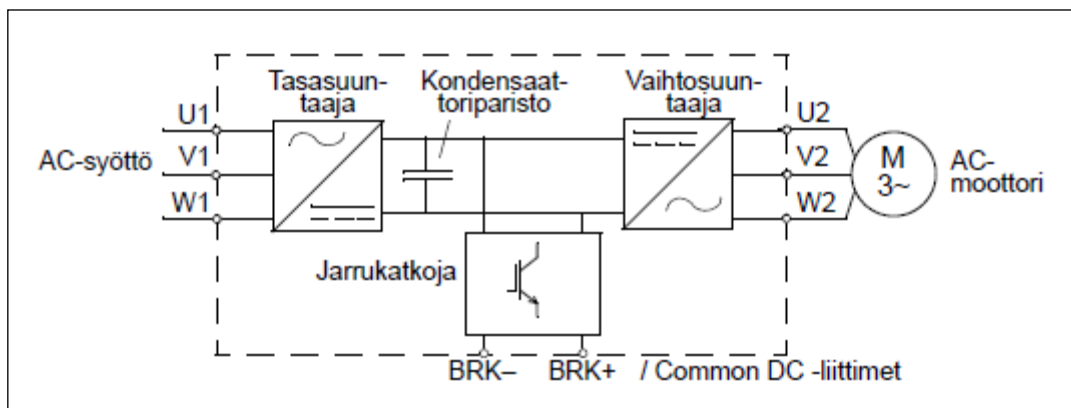 Tasasuun-
taaja
Kondensaat-
toriparisto
Vaihtosuun-
taaja
U1
U2
AC-syöttö
V1
V2
M
3~
AC-
moottori
W1
W2
Jarrukatkoja
BRK– BRK+ / Common DC -liittimet